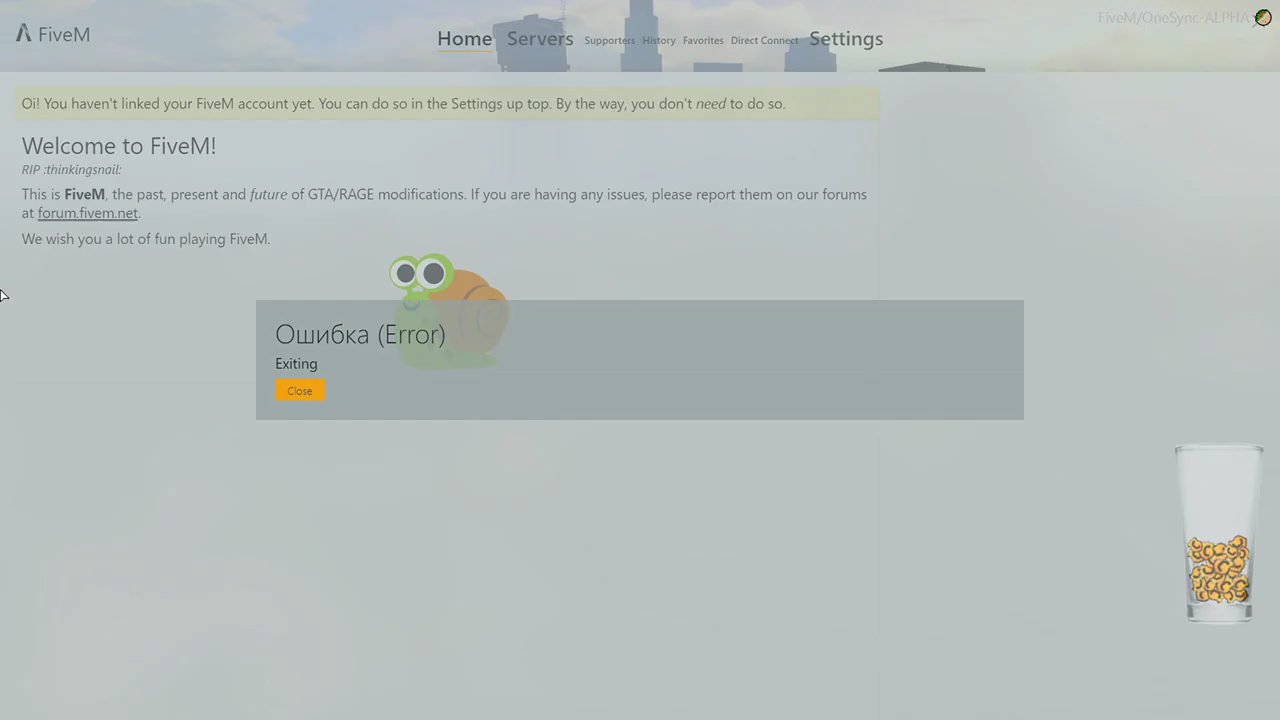 FiveM
Home Servers Supporters History Favorites Direct Connect Settings
FiveM/OneSync-ALPHA
Oi! You haven't linked your FiveM account yet. You can do so in the Settings up top. By the way, you don't need to do so.
Welcome to FiveM!
RIP :thinkingsnail:
This is FiveM, the past, present and future of GTA/RAGE modifications. If you are having any issues, please report them on our forums
at forum.fivem.net.
We wish you a lot of fun playing FiveM.
Ошибка (Error)
Exiting
Close